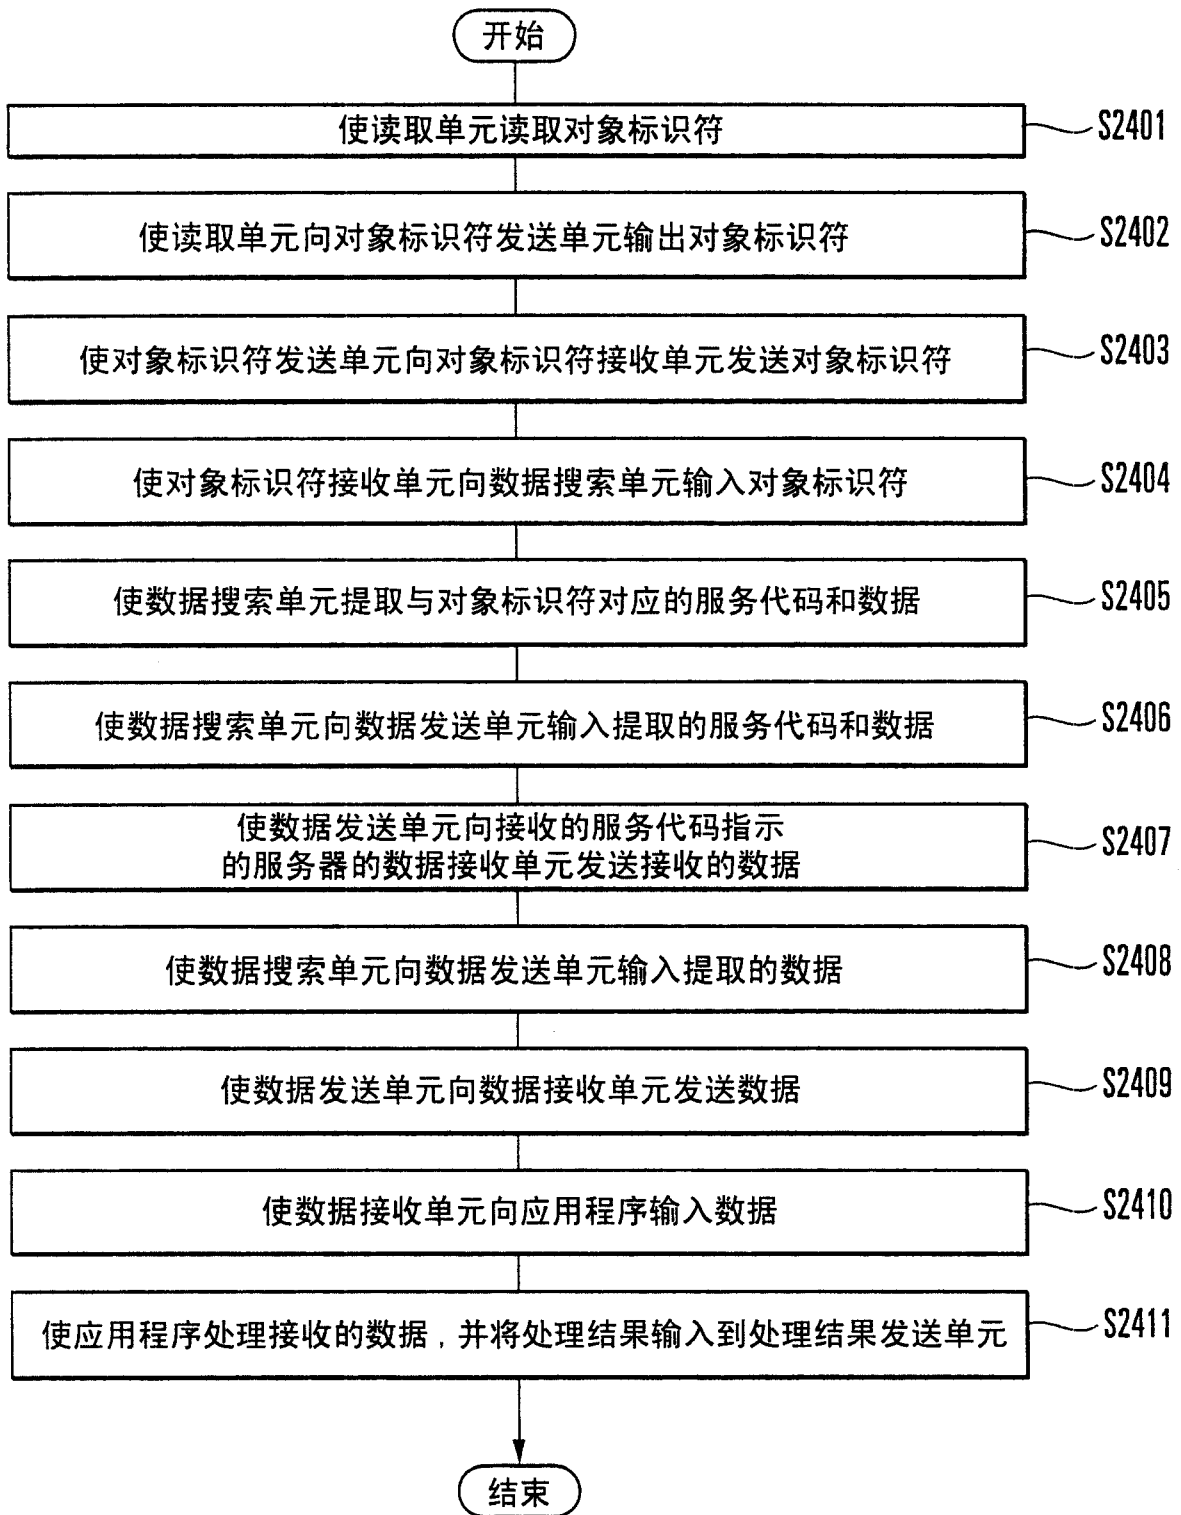 开始
使读取单元读取对象标识符
S2401
使读取单元向对象标识符发送单元输出对象标识符
S2402
使对象标识符发送单元向对象标识符接收单元发送对象标识符
S2403
使对象标识符接收单元向数据搜索单元输入对象标识符
S2404
使数据搜索单元提取与对象标识符对应的服务代码和数据
S2405
使数据搜索单元向数据发送单元输入提取的服务代码和数据
S2406
使数据发送单元向接收的服务代码指示
的服务器的数据接收单元发送接收的数据
S2407
使数据搜索单元向数据发送单元输入提取的数据
S2408
使数据发送单元向数据接收单元发送数据
S2409
使数据接收单元向应用程序输入数据
S2410
使应用程序处理接收的数据，并将处理结果输入到处理结果发送单元
S2411
结束